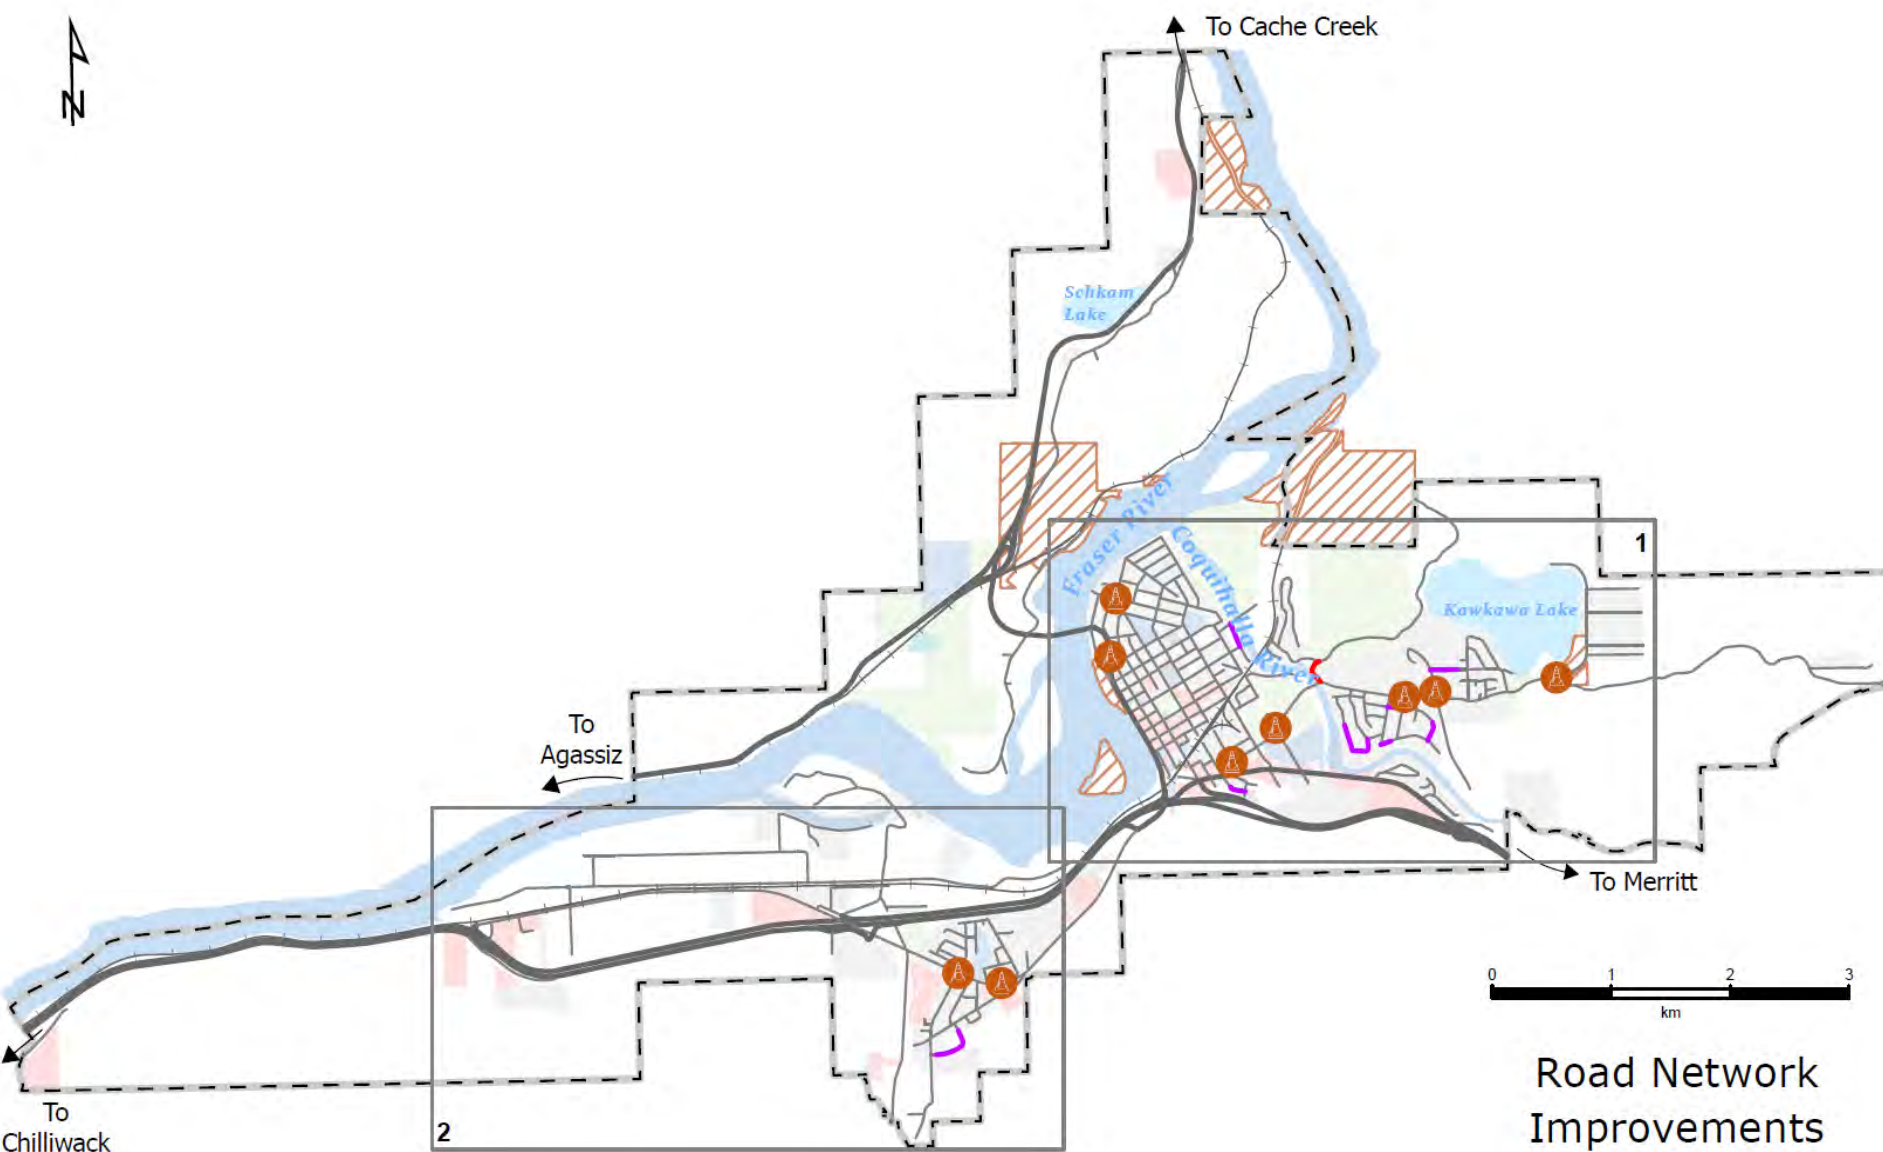 To Cache Creek
N
Schkam
Lake
Fraser River
Coquihalla River
1
Kawkawa Lake
To
Agassiz
To Merritt
0 1 2 3
km
Road Network
Improvements
To
Chilliwack
2